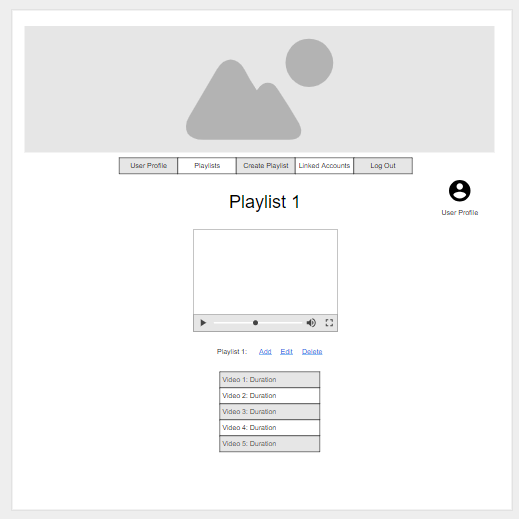 User Profile Playlists Create Playlist Linked Accounts Log Out
User Profile
Playlist 1
Playlist 1: Add Edit Delete
Video 1: Duration
Video 2: Duration
Video 3: Duration
Video 4: Duration
Video 5: Duration